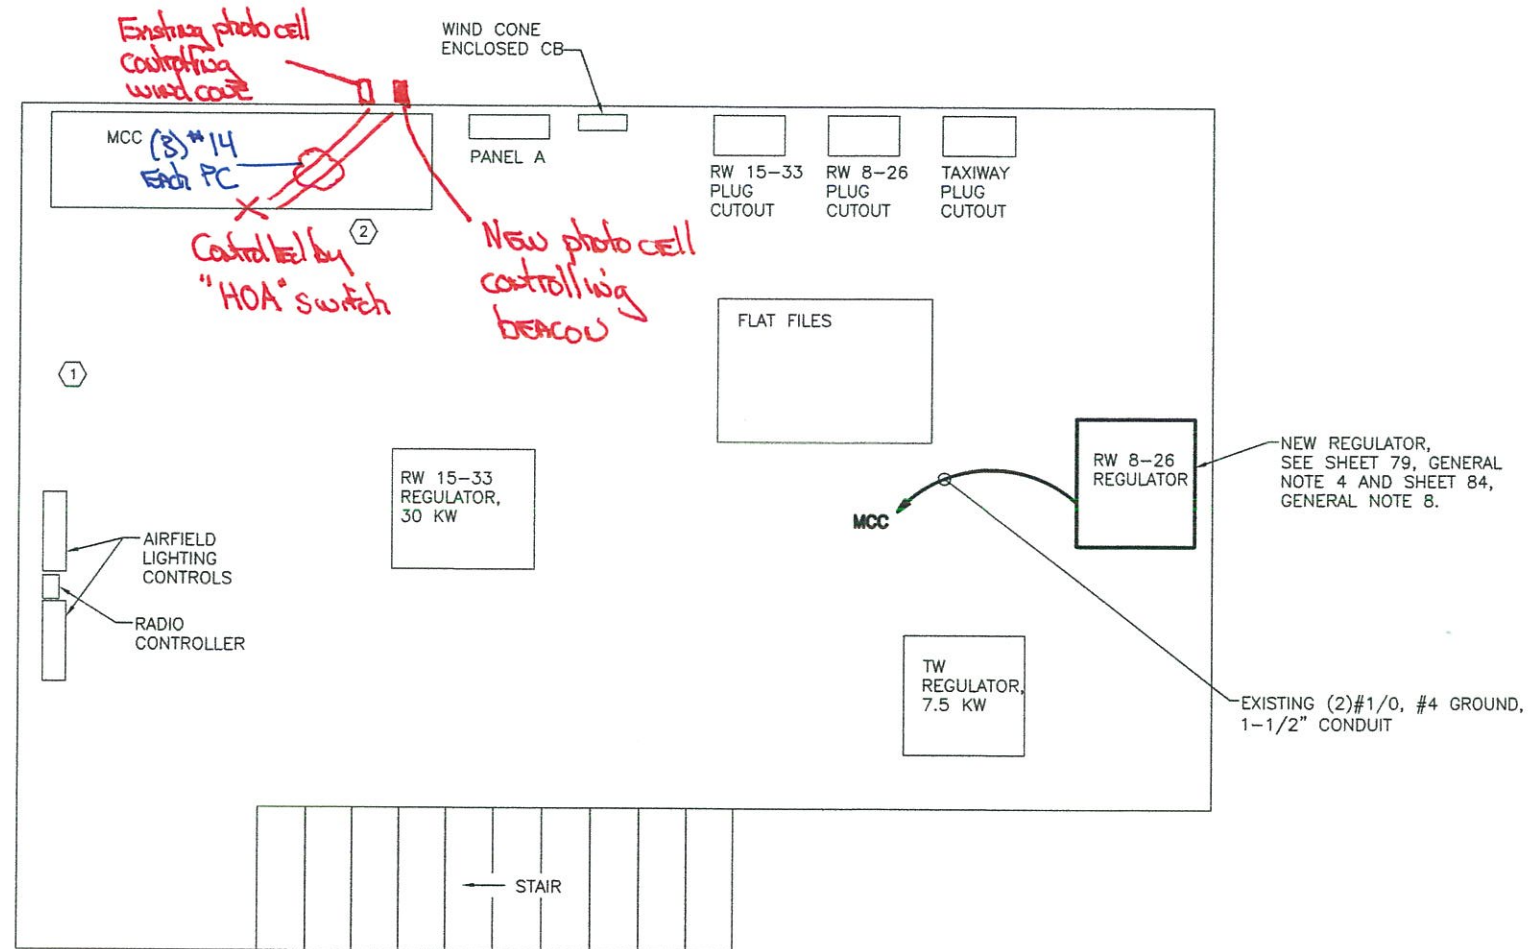 Existing photo cell
Controlling
wind cone
WIND CONE
ENCLOSED CB
MCC
(3) #14
Each PC
PANEL A
RW 15-33
PLUG
CUTOUT
RW 8-26
PLUG
CUTOUT
TAXIWAY
PLUG
CUTOUT
2
Controlled by
"HOA" switch
New photo cell
controlling
beacon
FLAT FILES
1
RW 15-33
REGULATOR,
30 KW
RW 8-26
REGULATOR
NEW REGULATOR,
SEE SHEET 79, GENERAL
NOTE 4 AND SHEET 84,
GENERAL NOTE 8.
MCC
AIRFIELD
LIGHTING
CONTROLS
RADIO
CONTROLLER
TW
REGULATOR,
7.5 KW
EXISTING (2)#1/0, #4 GROUND,
1-1/2" CONDUIT
STAIR